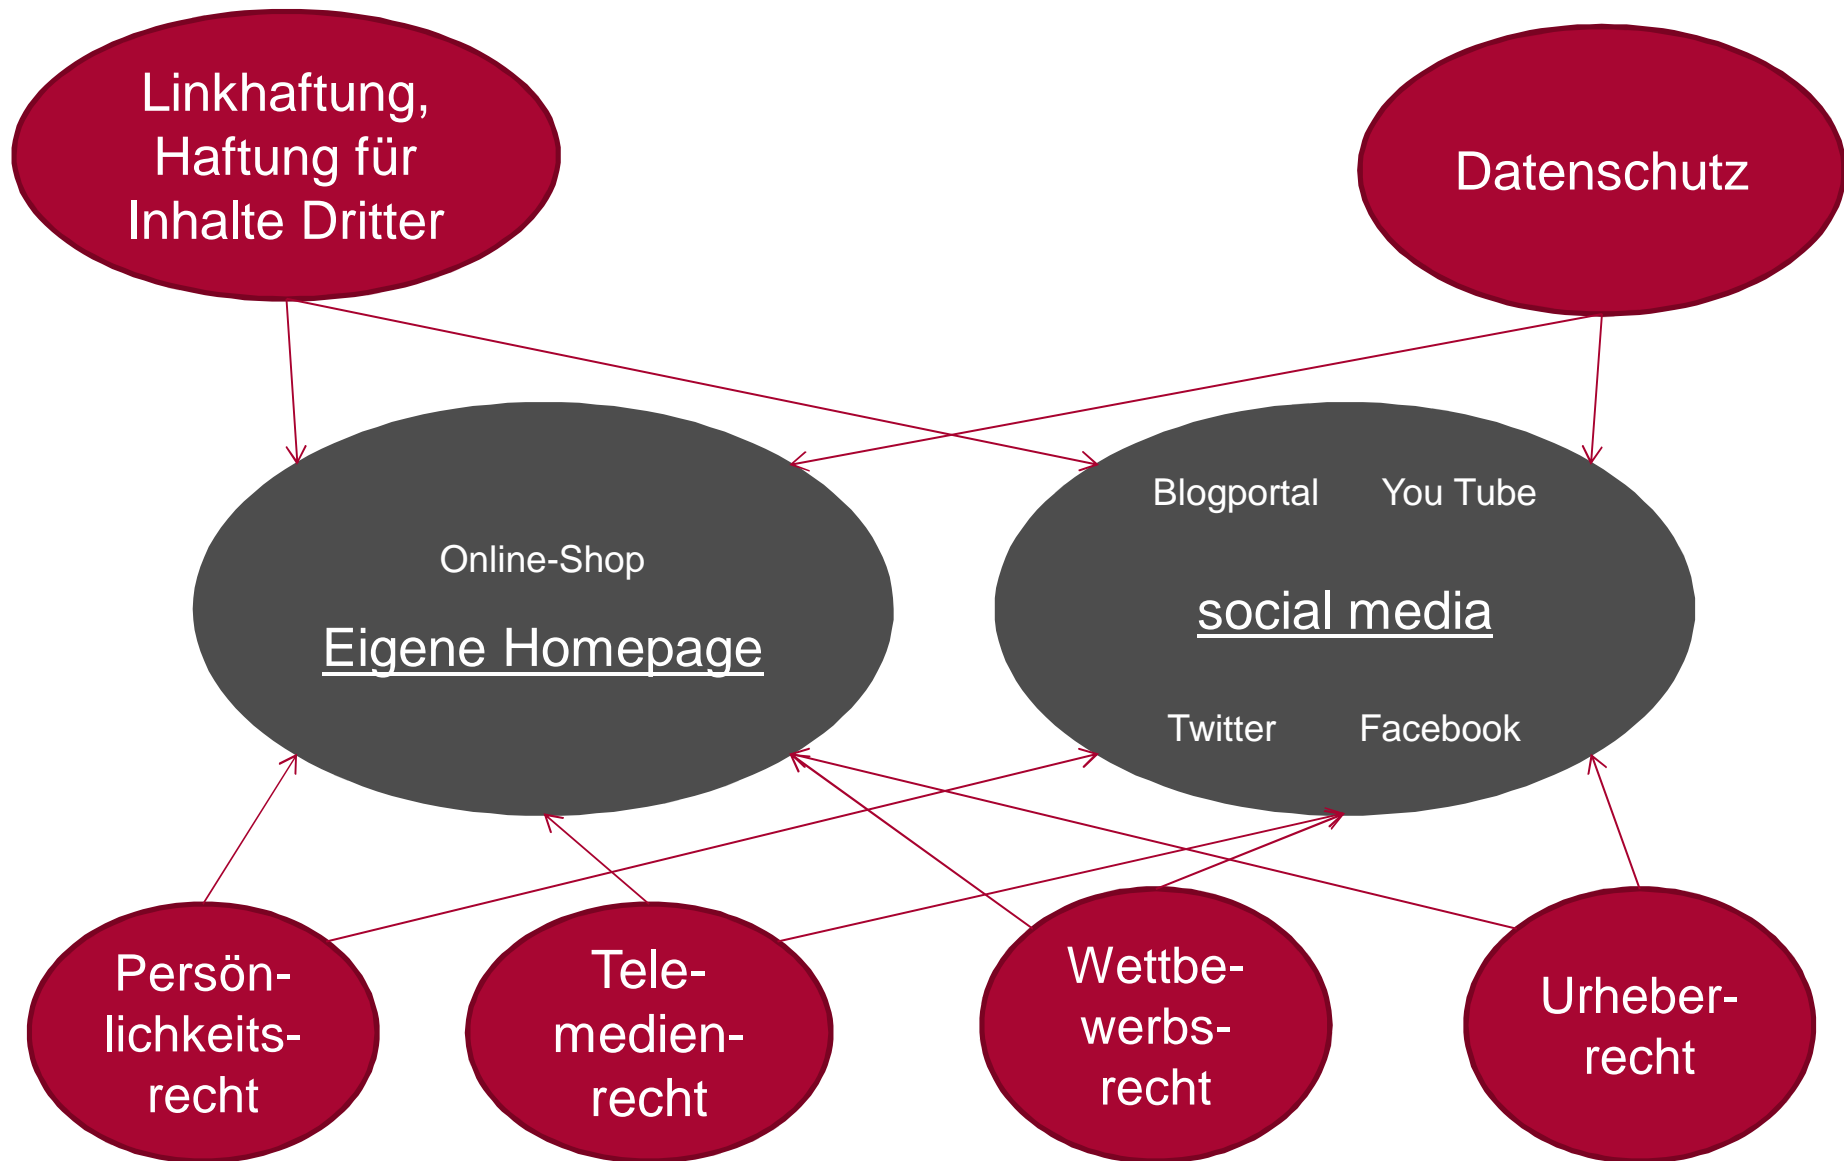 Linkhaftung,
Haftung für
Inhalte Dritter
Datenschutz
Online-Shop
Eigene Homepage
Blogportal You Tube
social media
Twitter Facebook
Persön-
lichkeits-
recht
Tele-
medien-
recht
Wettbe-
werbs-
recht
Urheber-
recht